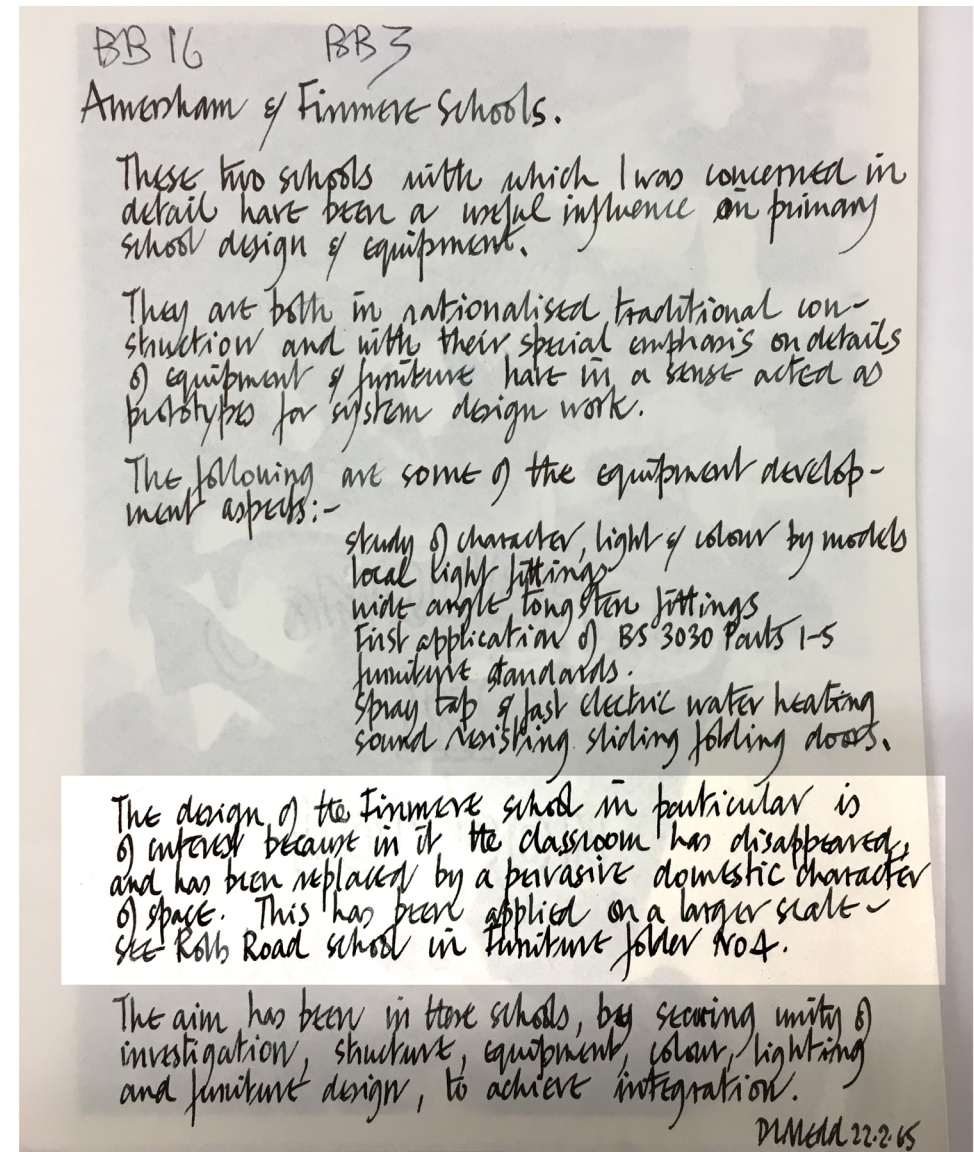 BB 16 BB3
Amersham & Finmere Schools.
These two schools with which I was concerned in
detail have been a useful influence on primary
school design & equipment.
They are both in rationalised traditional con-
struction and with their special emphasis on details
of equipment & furniture have in a sense acted as
prototypes for system design work.
The following are some of the equipment develop-
ment aspects:-
study of character, light & colour by models
local light fittings
wide angle tungsten fittings
First application of BS 3030 Parts 1-5
furniture standards.
Spray tap & fast electric water heating
sound resisting sliding folding doors.
The design of the Finmere school in particular is
of interest because in it the classroom has disappeared,
and has been replaced by a pervasive domestic character
of space. This has been applied on a larger scale -
SEE Rolls Road school in Furniture folder No 4.
The aim has been in these schools, by securing unity of
investigation, structure, equipment, colour, lighting
and furniture design, to achieve integration.
DLMedd 22.2.65